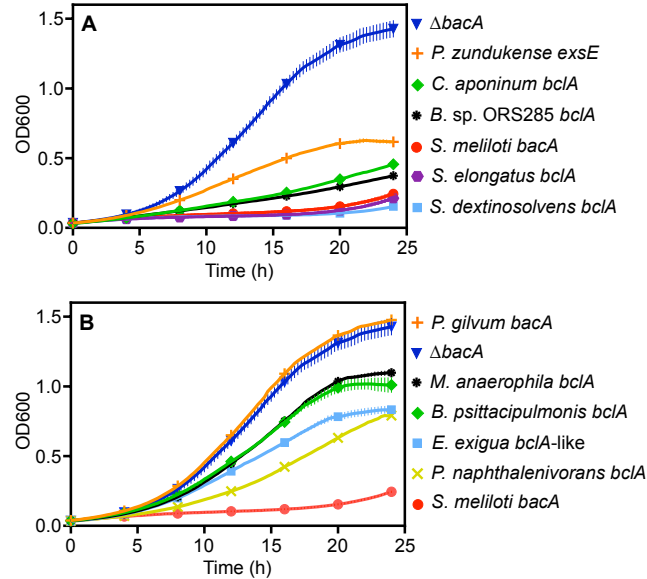 A
OD600
1.5
1.0
0.5
0.0
0
5
10
15
20
25
Time (h)
ΔbacA
P. zundukense exsE
C. aponinum bclA
B. sp. ORS285 bclA
S. meliloti bacA
S. elongatus bclA
S. dextinosolvens bclA
B
OD600
1.5
1.0
0.5
0.0
0
5
10
15
20
25
Time (h)
P. gilvum bacA
ΔbacA
M. anaerophila bclA
B. psittacipulmonis bclA
E. exigua bclA-like
P. naphthalenivorans bclA
S. meliloti bacA